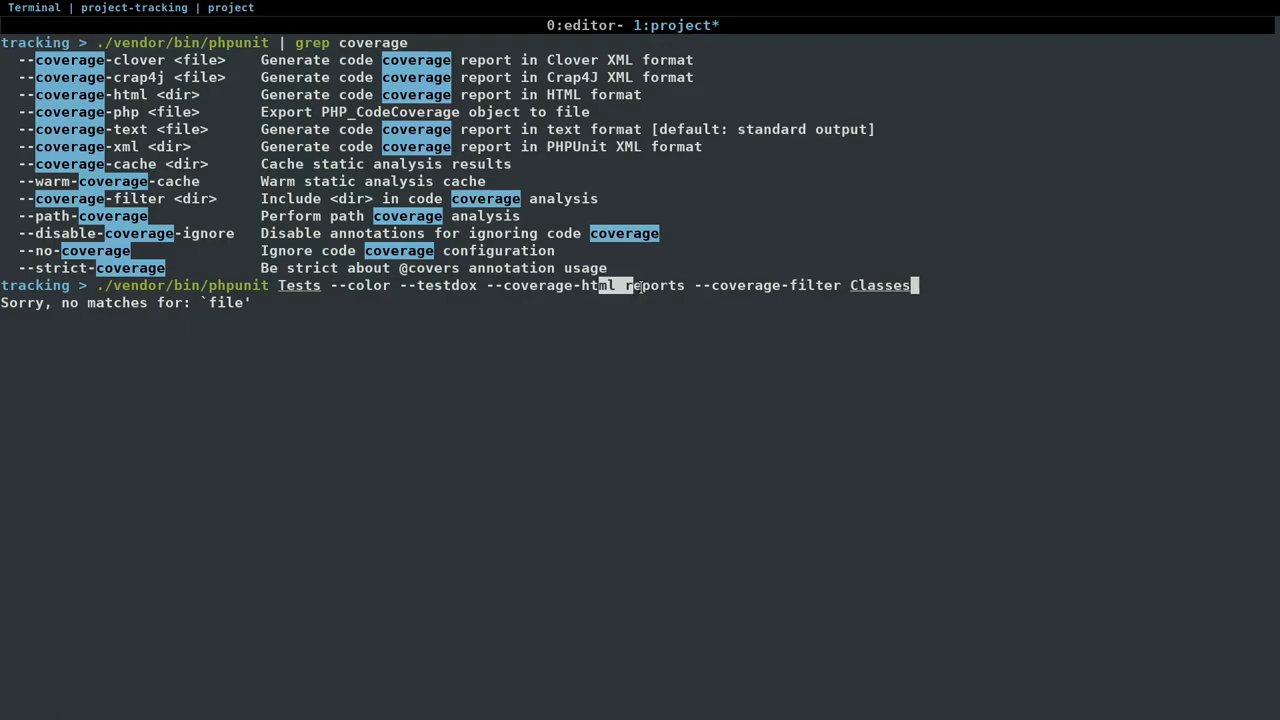 Terminal | project-tracking | project
0:editor- 1:project*
tracking > ./vendor/bin/phpunit | grep coverage
--coverage-clover <file>    Generate code coverage report in Clover XML format
--coverage-crap4j <file>    Generate code coverage report in Crap4J XML format
--coverage-html <dir>       Generate code coverage report in HTML format
--coverage-php <file>       Export PHP_CodeCoverage object to file
--coverage-text <file>      Generate code coverage report in text format [default: standard output]
--coverage-xml <dir>        Generate code coverage report in PHPUnit XML format
--coverage-cache <dir>      Cache static analysis results
--warm-coverage-cache       Warm static analysis cache
--coverage-filter <dir>     Include <dir> in code coverage analysis
--path-coverage             Perform path coverage analysis
--disable-coverage-ignore   Disable annotations for ignoring code coverage
--no-coverage               Ignore code coverage configuration
--strict-coverage           Be strict about @covers annotation usage
tracking > ./vendor/bin/phpunit Tests --color --testdox --coverage-html reports --coverage-filter Classes
Sorry, no matches for: `file'